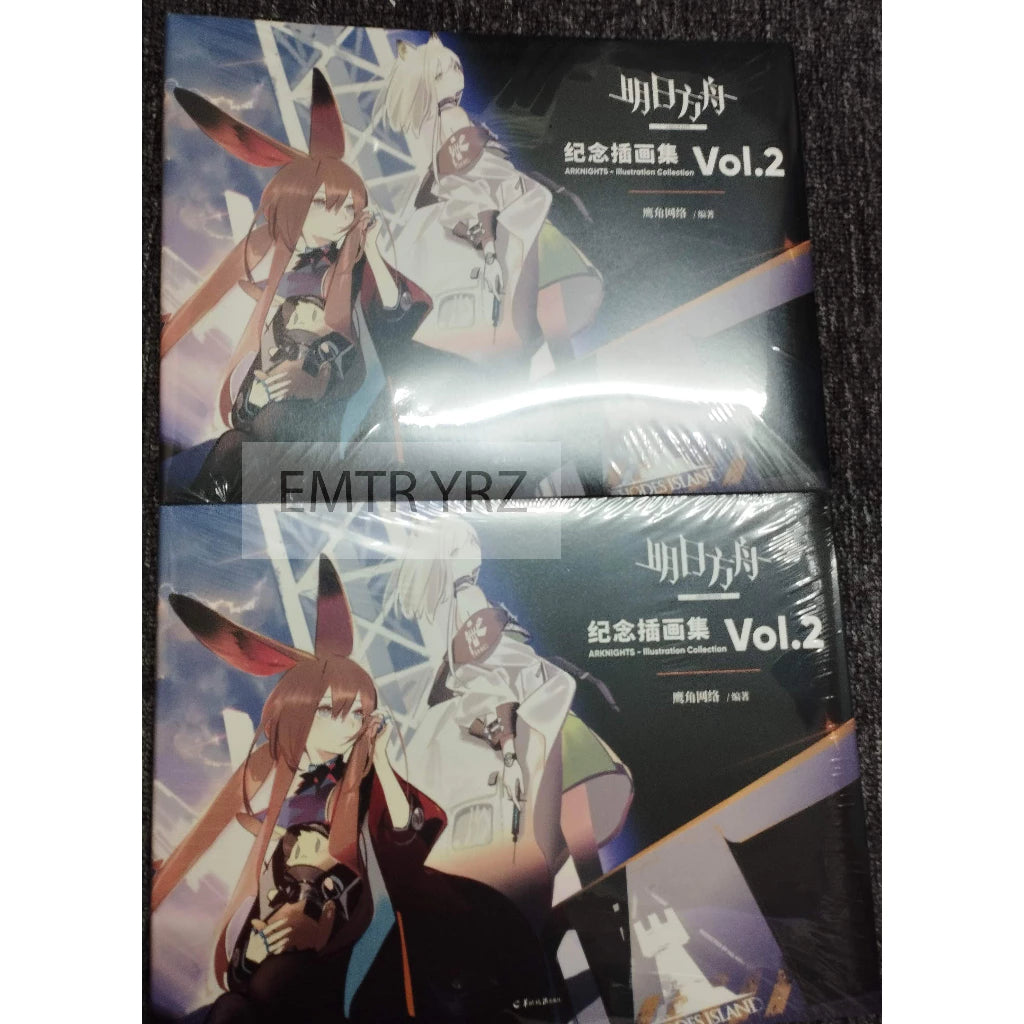 明日方舟
纪念插画集 Vol.2
ARKNIGHTS - Illustration Collection
鹰角网络 / 编著
RHODES ISLAND
EMTR YRZ
明日方舟
纪念插画集 Vol.2
ARKNIGHTS - Illustration Collection
鹰角网络 / 编著